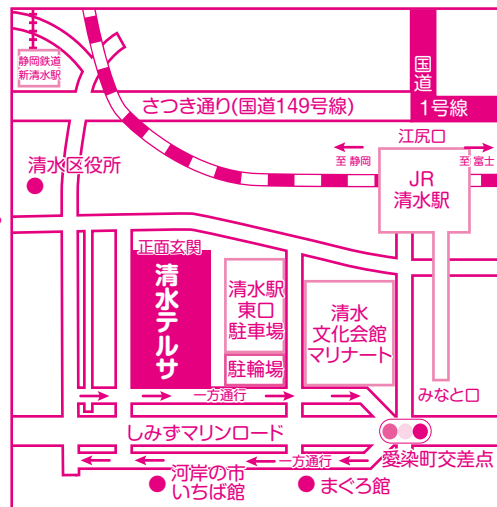 静岡鉄道
新清水駅
国道
1号線
さつき通り(国道149号線)
江尻口
至 静岡
至 富士
清水区役所
JR
清水駅
正面玄関
清水テルサ
清水駅
東口
駐車場
駐輪場
清水
文化会館
マリナート
みなと口
一方通行
しみずマリンロード
愛染町交差点
一方通行
河岸の市
いちば館
まぐろ館